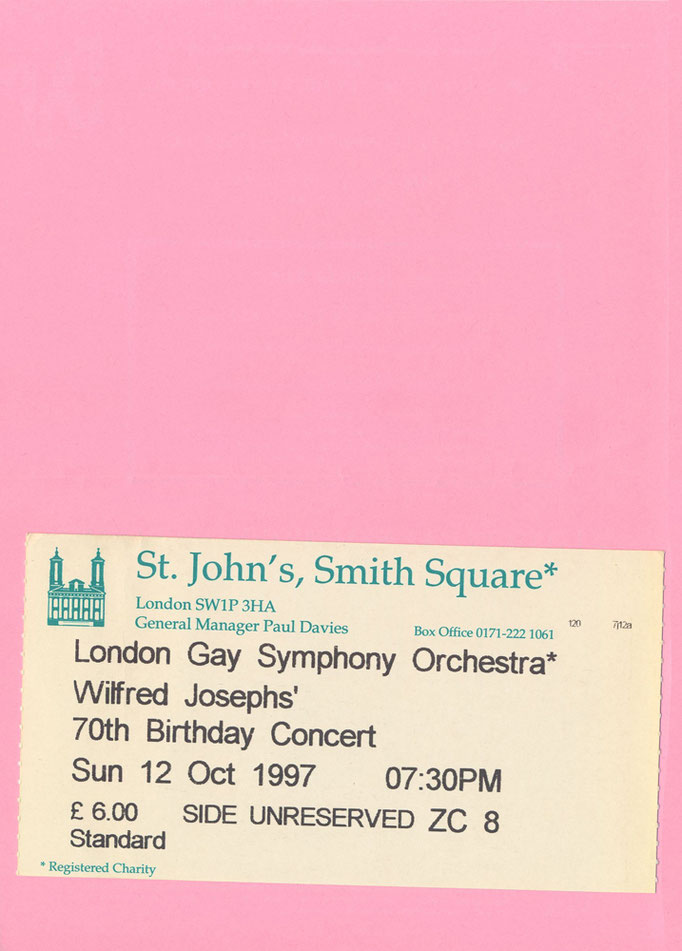 St. John's, Smith Square*
London SW1P 3HA
General Manager Paul Davies
Box Office 0171-222 1061
120 7j12a
London Gay Symphony Orchestra*
Wilfred Josephs'
70th Birthday Concert
Sun 12 Oct 1997 07:30PM
£ 6.00 SIDE UNRESERVED ZC 8
Standard
* Registered Charity